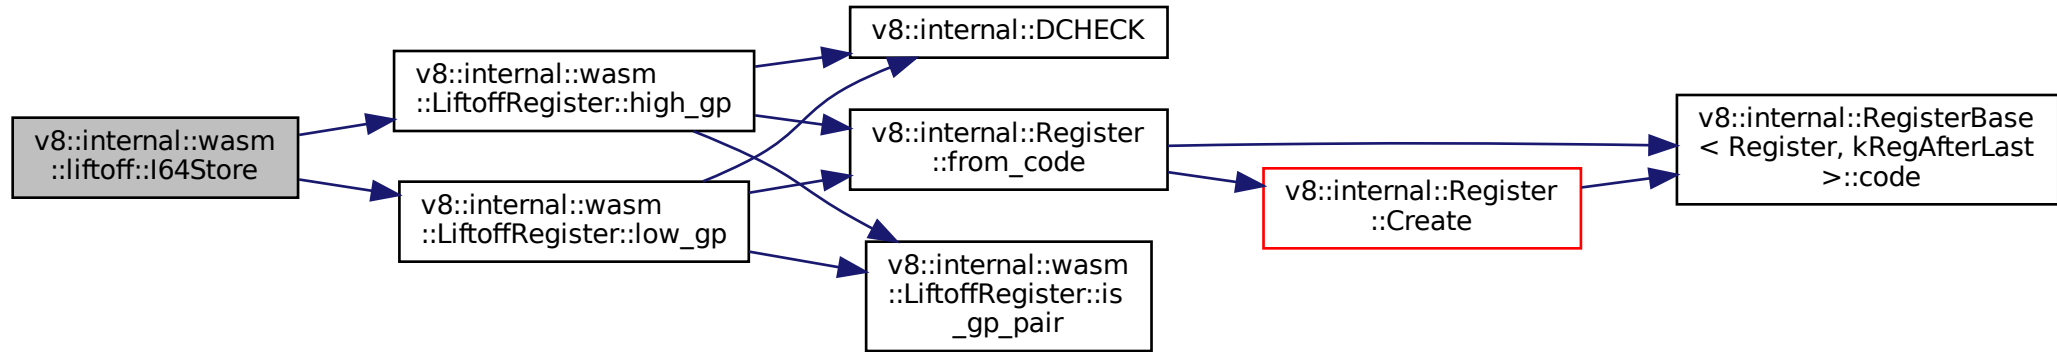 v8::internal::wasm
::liftoff::I64Store
v8::internal::wasm
::LiftoffRegister::high_gp
v8::internal::wasm
::LiftoffRegister::low_gp
v8::internal::DCHECK
v8::internal::Register
::from_code
v8::internal::wasm
::LiftoffRegister::is
_gp_pair
v8::internal::Register
::Create
v8::internal::RegisterBase
< Register, kRegAfterLast
>::code